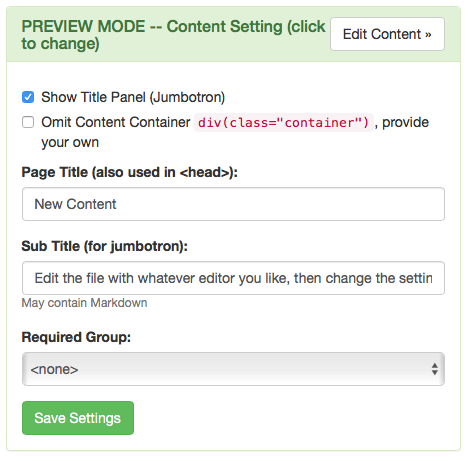 PREVIEW MODE -- Content Setting (click
to change)
Edit Content »
Show Title Panel (Jumbotron)
Omit Content Container div(class="container"), provide
your own
Page Title (also used in <head>):
New Content
Sub Title (for jumbotron):
Edit the file with whatever editor you like, then change the settin
May contain Markdown
Required Group:
<none>
Save Settings